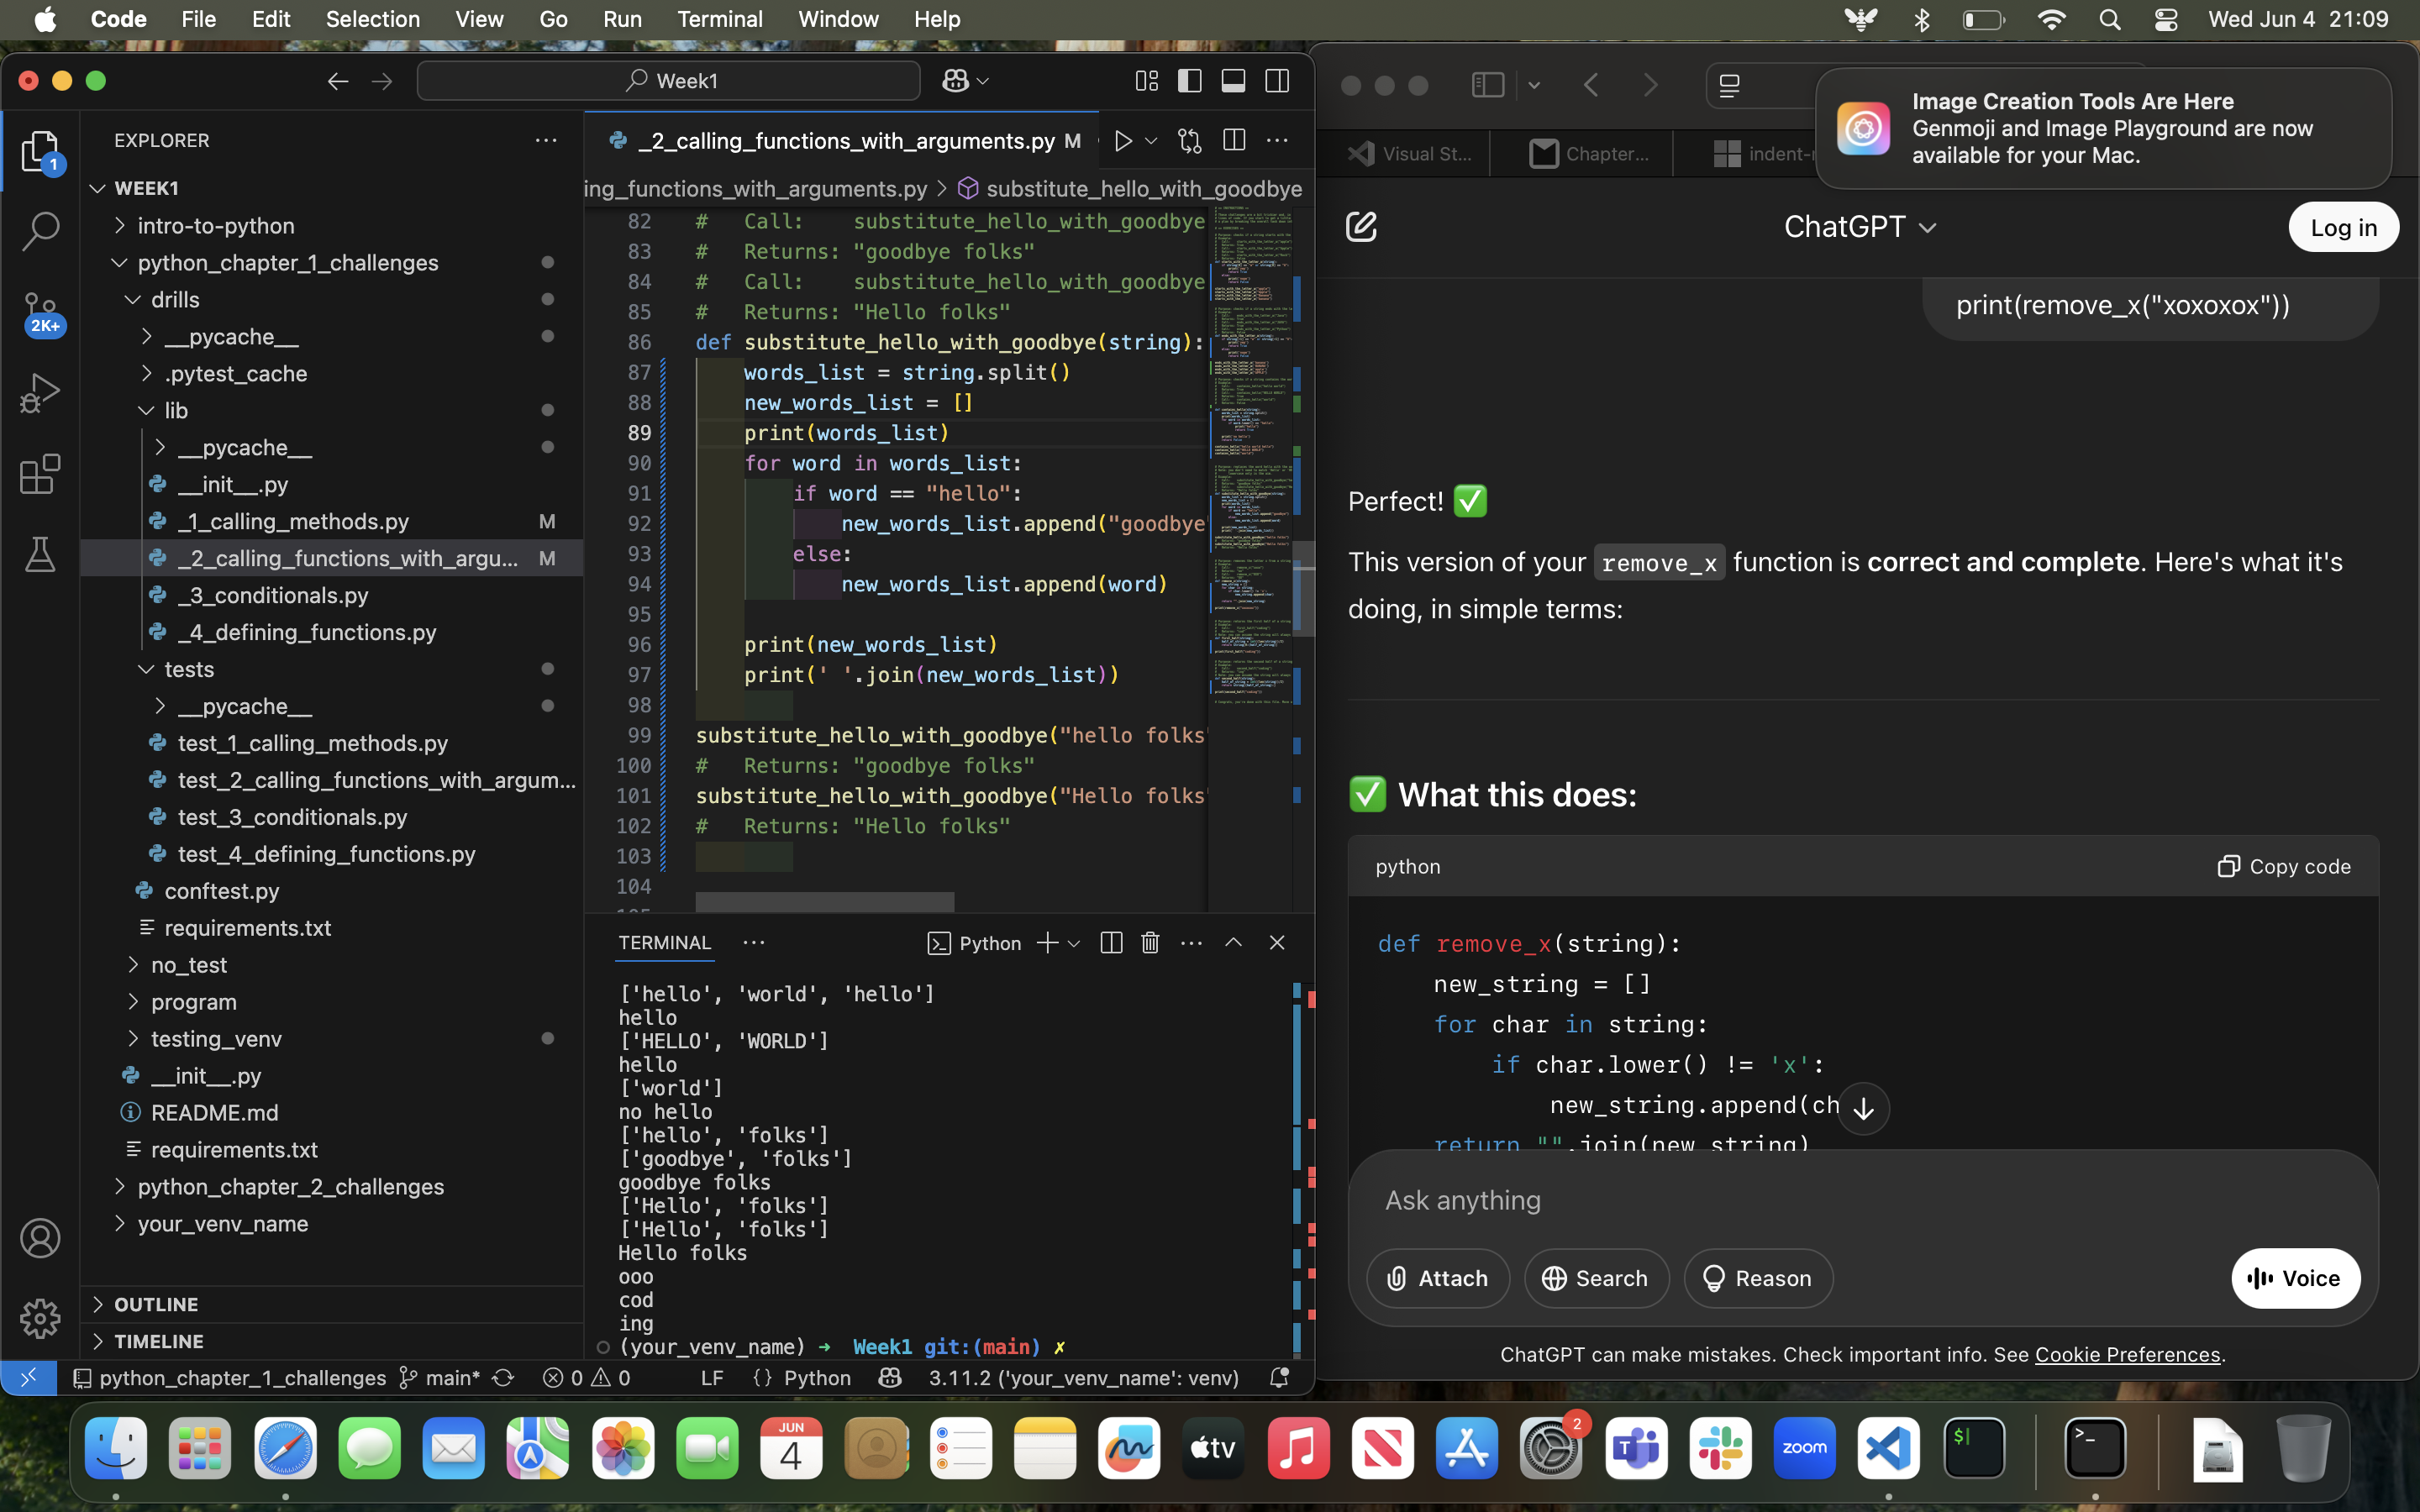 Code File Edit Selection View Go Run Terminal Window Help
Wed Jun 4 21:09
Week1
EXPLORER
WEEK1
intro-to-python
python_chapter_1_challenges
drills
__pycache__
.pytest_cache
lib
__pycache__
__init__.py
_1_calling_methods.py M
_2_calling_functions_with_argu... M
_3_conditionals.py
_4_defining_functions.py
tests
__pycache__
test_1_calling_methods.py
test_2_calling_functions_with_argum...
test_3_conditionals.py
test_4_defining_functions.py
conftest.py
requirements.txt
no_test
program
testing_venv
__init__.py
README.md
requirements.txt
python_chapter_2_challenges
your_venv_name
OUTLINE
TIMELINE
1
2K+
_2_calling_functions_with_arguments.py M
ing_functions_with_arguments.py > substitute_hello_with_goodbye
82 #   Call:    substitute_hello_with_goodbye
83 #   Returns: "goodbye folks"
84 #   Call:    substitute_hello_with_goodbye
85 #   Returns: "Hello folks"
86 def substitute_hello_with_goodbye(string):
87     words_list = string.split()
88     new_words_list = []
89     print(words_list)
90     for word in words_list:
91         if word == "hello":
92             new_words_list.append("goodbye"
93         else:
94             new_words_list.append(word)
95
96     print(new_words_list)
97     print(' '.join(new_words_list))
98
99 substitute_hello_with_goodbye("hello folks"
100 #   Returns: "goodbye folks"
101 substitute_hello_with_goodbye("Hello folks"
102 #   Returns: "Hello folks"
103
104
TERMINAL
Python
['hello', 'world', 'hello']
hello
['HELLO', 'WORLD']
hello
['world']
no hello
['hello', 'folks']
['goodbye', 'folks']
goodbye folks
['Hello', 'folks']
['Hello', 'folks']
Hello folks
ooo
cod
ing
(your_venv_name) ➜  Week1 git:(main) ✗
python_chapter_1_challenges main* 0 0 LF {} Python 3.11.2 ('your_venv_name': venv)
Visual St...
Chapter...
indent-r
Image Creation Tools Are Here
Genmoji and Image Playground are now
available for your Mac.
ChatGPT
Log in
print(remove_x("xoxoxox"))
Perfect! ✅
This version of your remove_x function is correct and complete. Here's what it's
doing, in simple terms:
✅ What this does:
python
Copy code
def remove_x(string):
    new_string = []
    for char in string:
        if char.lower() != 'x':
            new_string.append(ch
    return "".join(new_string)
Ask anything
Attach
Search
Reason
Voice
ChatGPT can make mistakes. Check important info. See Cookie Preferences.
JUN
4
tv
2
zoom